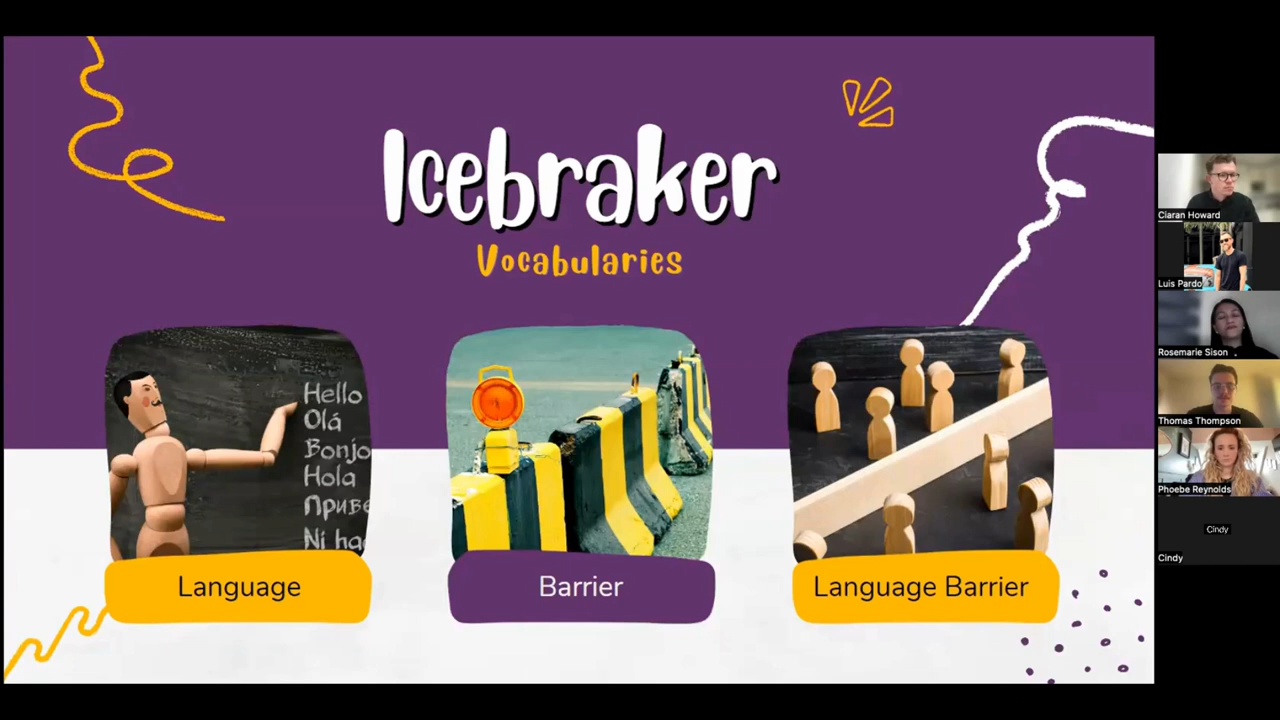 Icebraker
Vocabularies
Hello
Olá
Bonjo
Hola
Приве
Ni ha
Language
Barrier
Language Barrier
Ciaran Howard
Luis Pardo
Rosemarie Sison
Thomas Thompson
Phoebe Reynolds
Cindy
Cindy